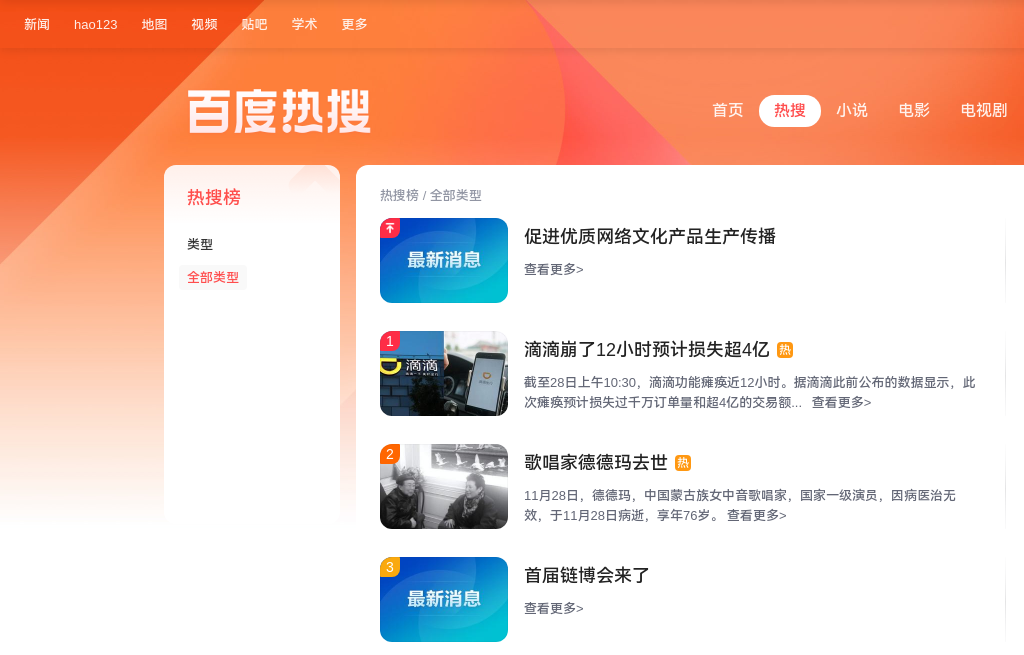 新闻 hao123 地图 视频 贴吧 学术 更多
百度热搜
首页 热搜 小说 电影 电视剧
热搜榜
类型
全部类型
热搜榜 / 全部类型
最新消息
促进优质网络文化产品生产传播
查看更多>
1
滴滴
滴滴崩了12小时预计损失超4亿 热
截至28日上午10:30，滴滴功能瘫痪近12小时。据滴滴此前公布的数据显示，此
次瘫痪预计损失过千万订单量和超4亿的交易额... 查看更多>
2
歌唱家德德玛去世 热
11月28日，德德玛，中国蒙古族女中音歌唱家，国家一级演员，因病医治无
效，于11月28日病逝，享年76岁。 查看更多>
3
最新消息
首届链博会来了
查看更多>